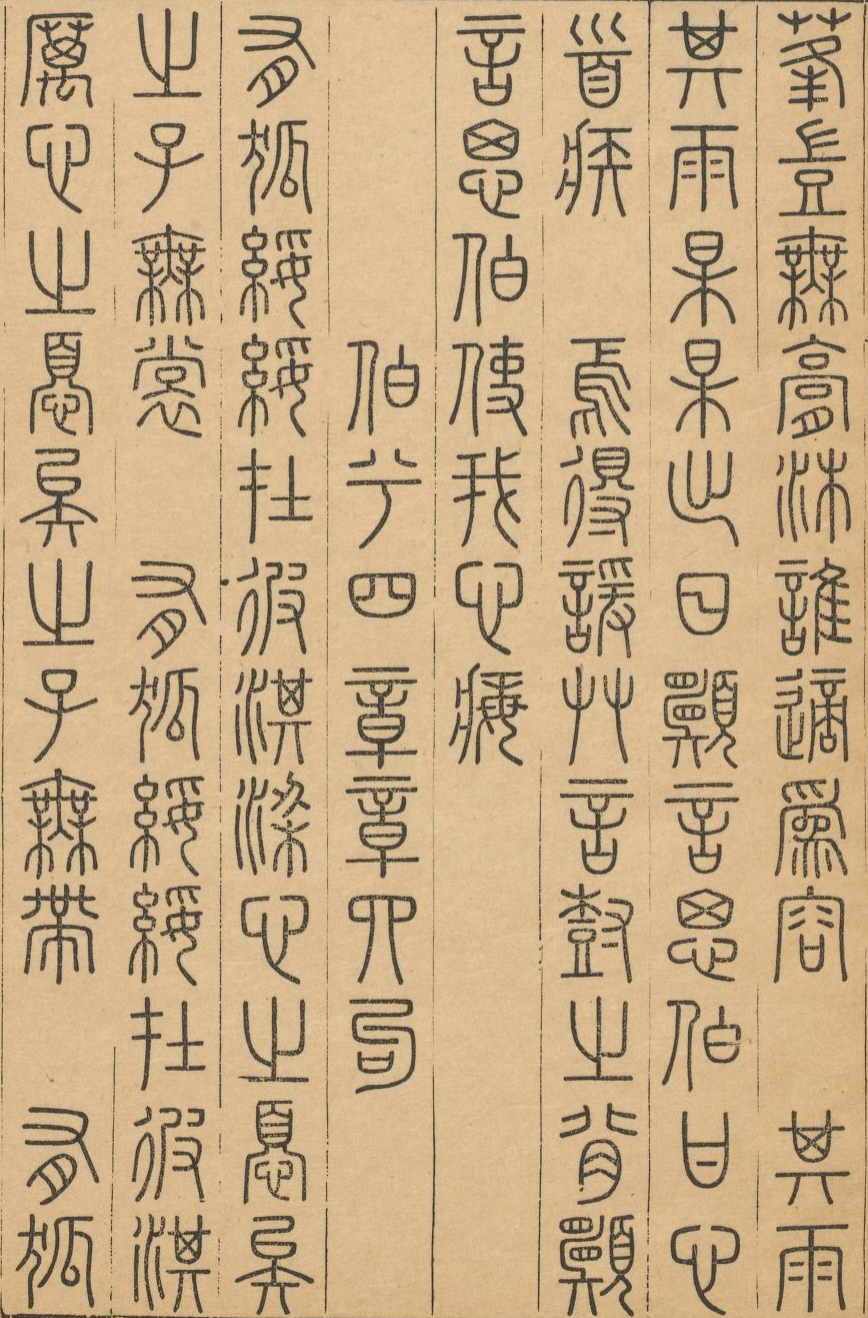 蓬豈無膏沐誰適爲容 其雨
其雨杲杲出日願言思伯甘心
首疾 焉得諼艸言樹之背願
言思伯使我心痗
伯兮四章章四句
有狐綏綏在彼淇梁心之憂矣
之子無裳 有狐綏綏在彼淇
厲心之憂矣之子無帶 有狐